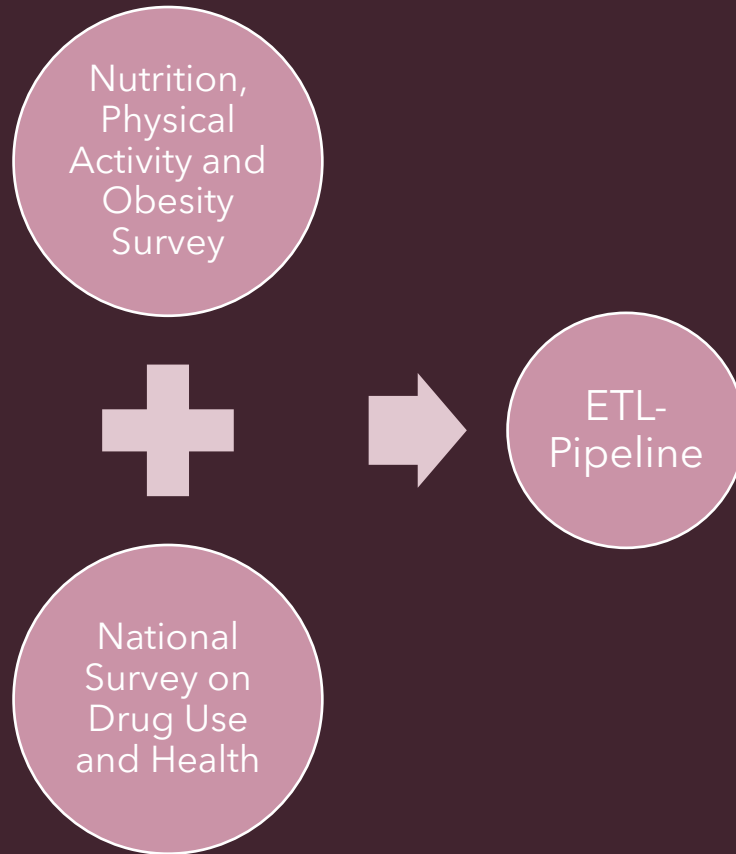 Nutrition,
Physical
Activity and
Obesity
Survey
ETL-
Pipeline
National
Survey on
Drug Use
and Health